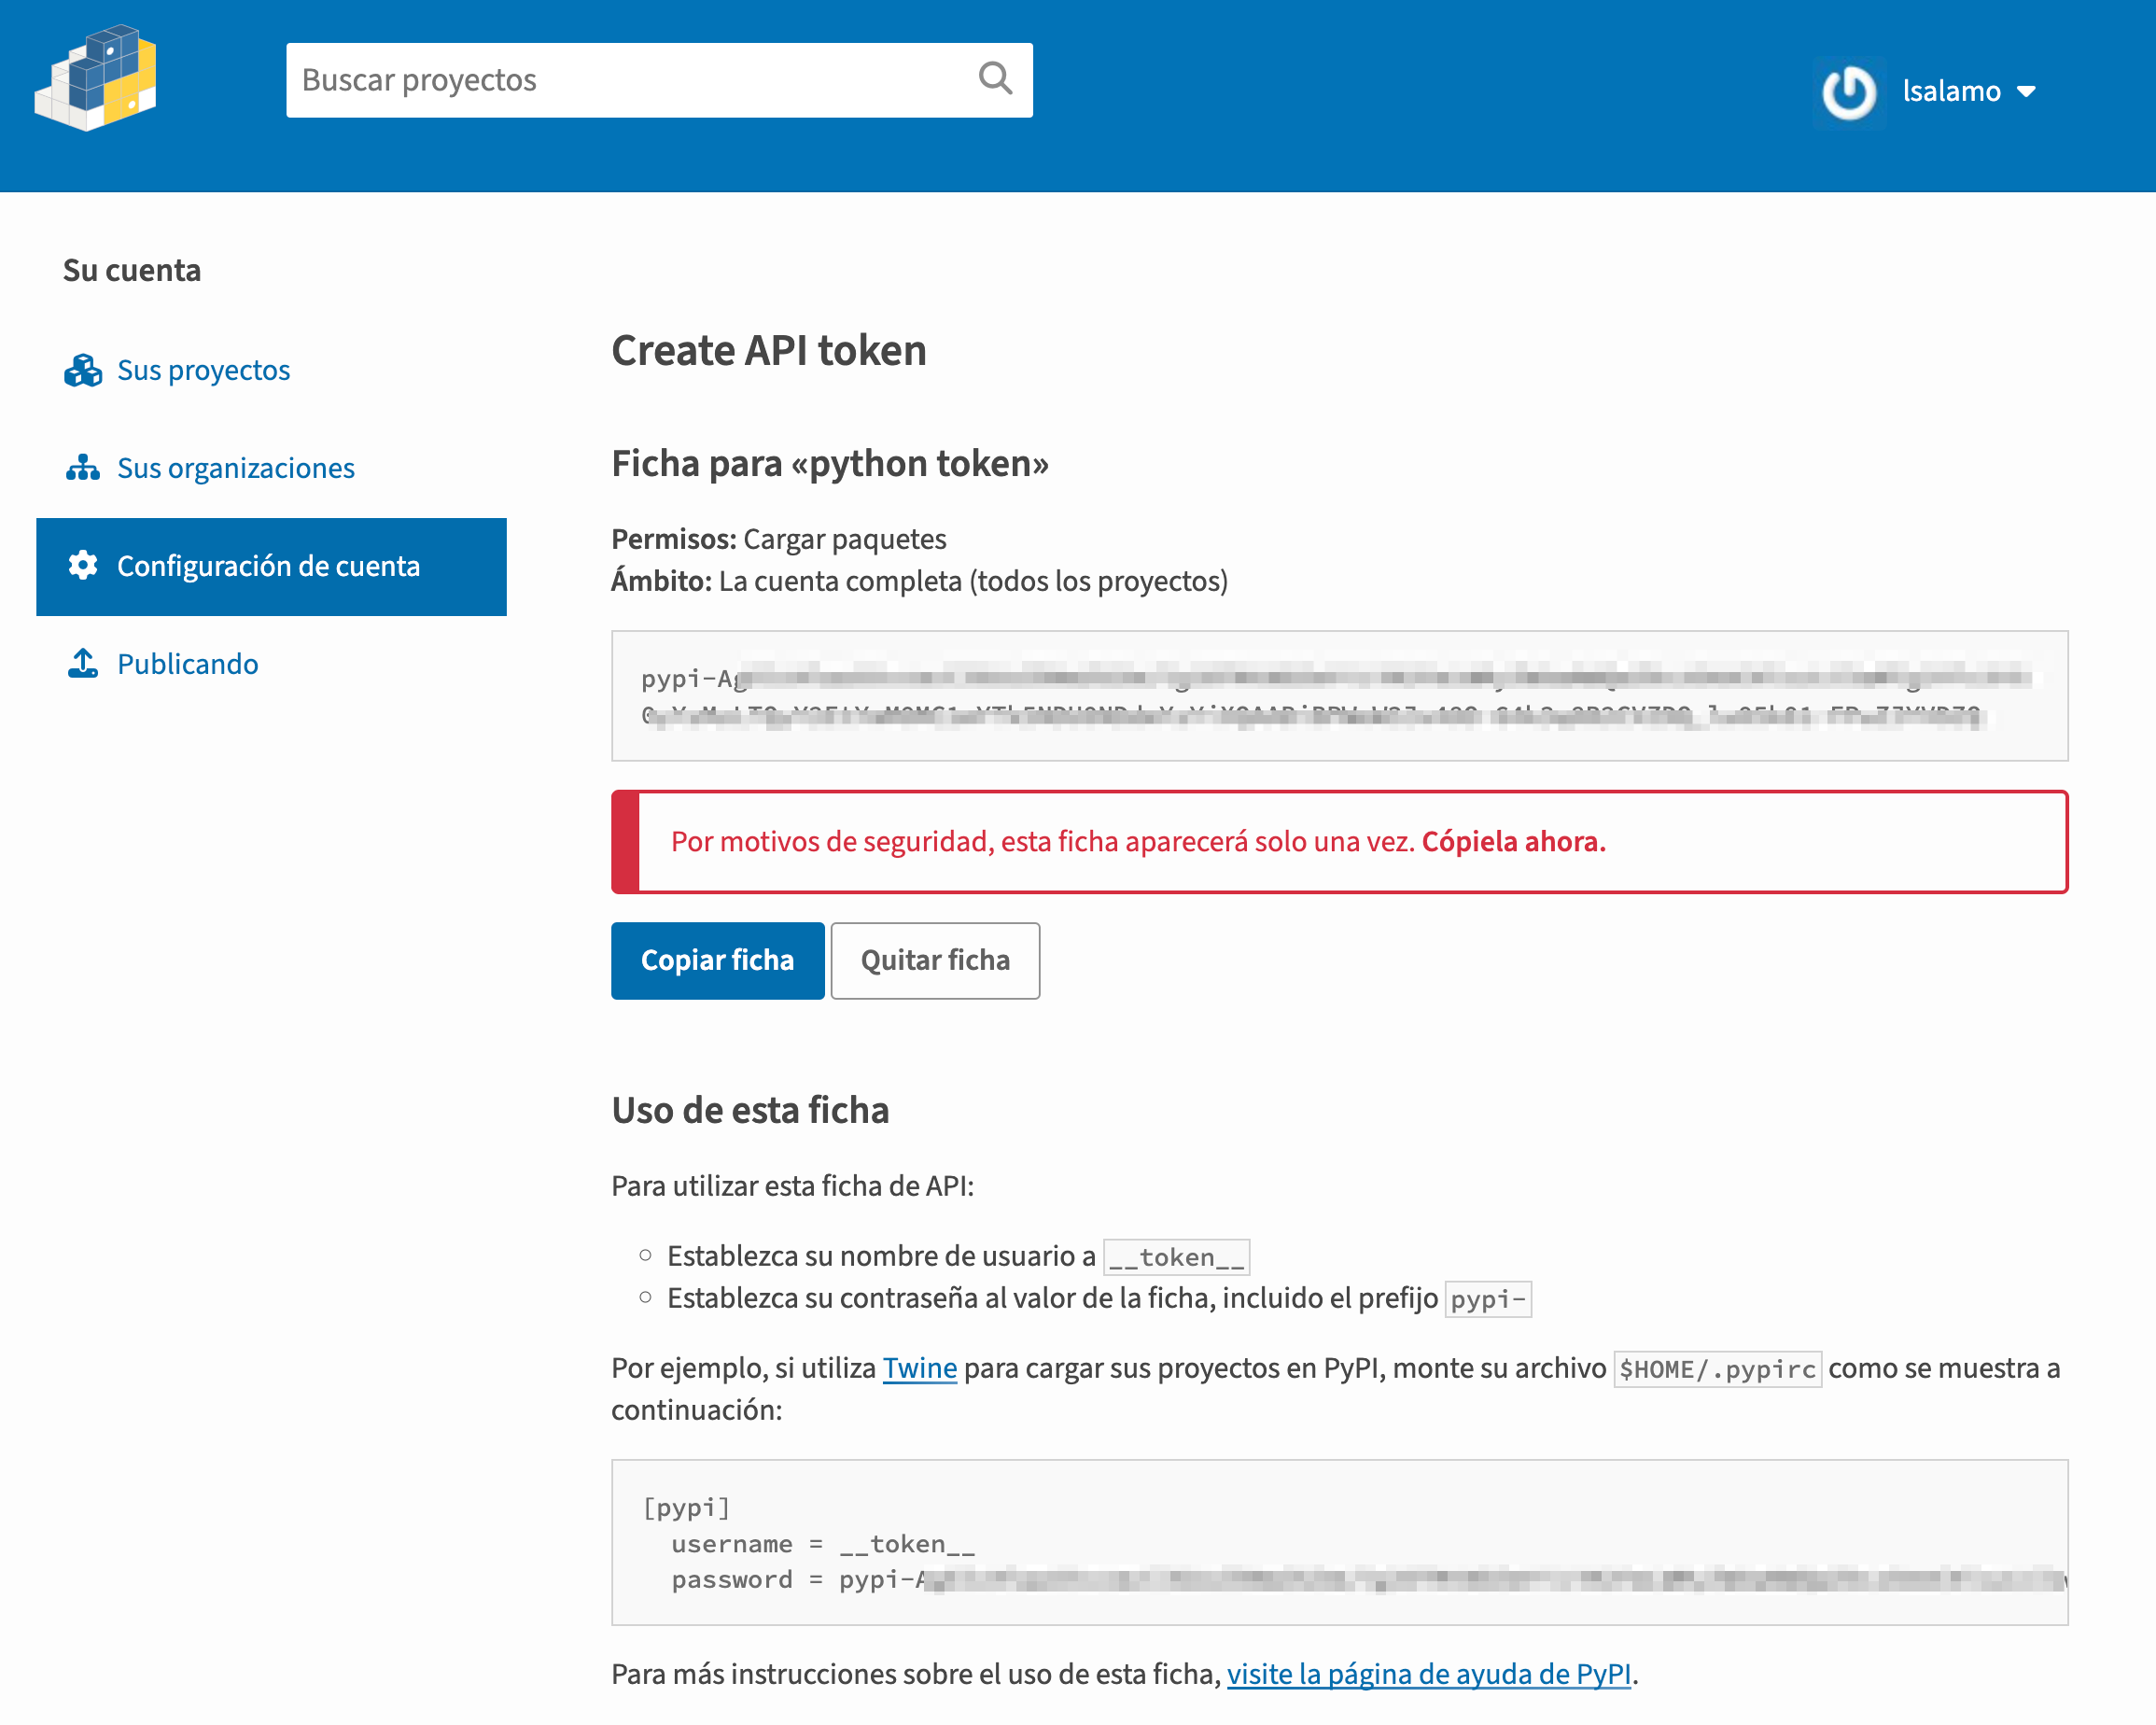 Buscar proyectos
lsalamo
Su cuenta
Sus proyectos
Sus organizaciones
Configuración de cuenta
Publicando
Create API token
Ficha para «python token»
Permisos: Cargar paquetes
Ámbito: La cuenta completa (todos los proyectos)
pypi-Ag
Por motivos de seguridad, esta ficha aparecerá solo una vez. Cópiela ahora.
Copiar ficha
Quitar ficha
Uso de esta ficha
Para utilizar esta ficha de API:
Establezca su nombre de usuario a __token__
Establezca su contraseña al valor de la ficha, incluido el prefijo pypi-
Por ejemplo, si utiliza Twine para cargar sus proyectos en PyPI, monte su archivo $HOME/.pypirc como se muestra a
continuación:
[pypi]
username = __token__
password = pypi-A
Para más instrucciones sobre el uso de esta ficha, visite la página de ayuda de PyPI.